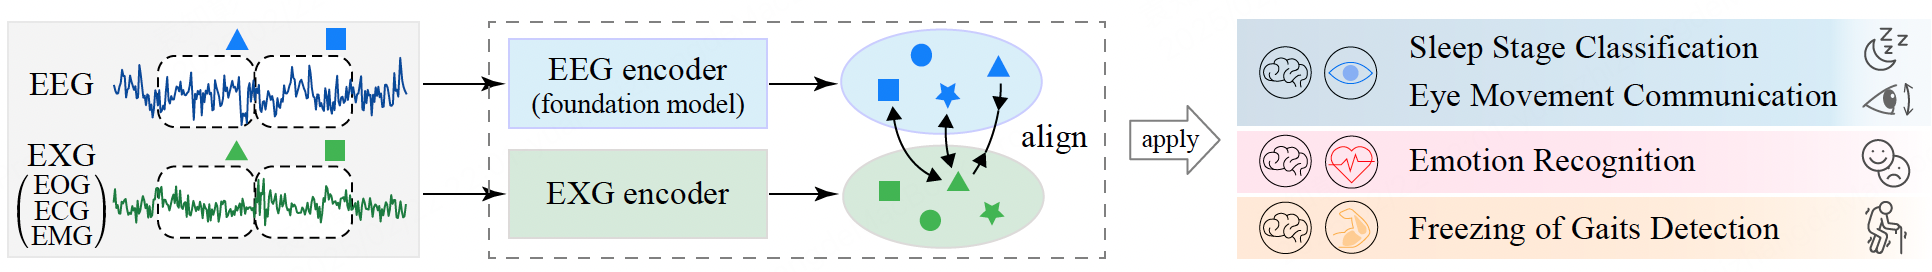 EEG
EXG
EOG
ECG
EMG
EEG encoder
(foundation model)
EXG encoder
align
apply
Sleep Stage Classification
Eye Movement Communication
Emotion Recognition
Freezing of Gaits Detection
z z z